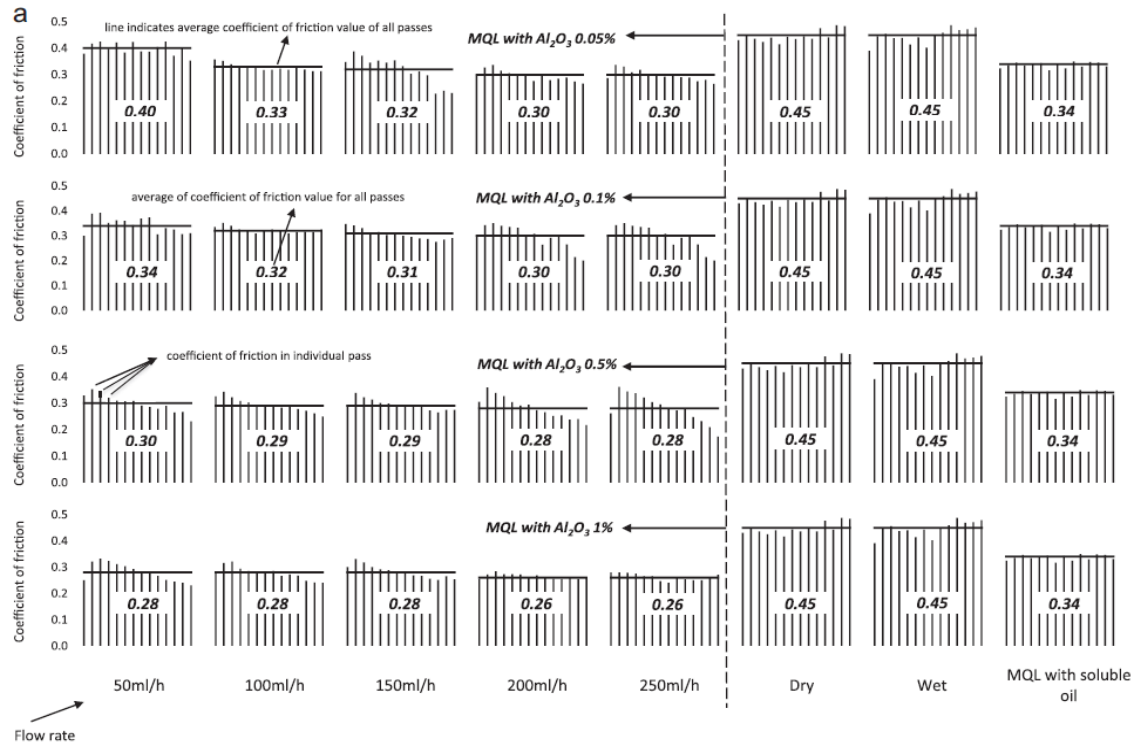 a
line indicates average coefficient of friction value of all passes
MQL with Al₂O₃ 0.05%
Coefficient of friction
0.5
0.4
0.3
0.2
0.1
0.0
0.40
0.33
0.32
0.30
0.30
0.45
0.45
0.34
average of coefficient of friction value for all passes
MQL with Al₂O₃ 0.1%
Coefficient of friction
0.5
0.4
0.3
0.2
0.1
0.0
0.34
0.32
0.31
0.30
0.30
0.45
0.45
0.34
coefficient of friction in individual pass
MQL with Al₂O₃ 0.5%
Coefficient of friction
0.5
0.4
0.3
0.2
0.1
0.0
0.30
0.29
0.29
0.28
0.28
0.45
0.45
0.34
MQL with Al₂O₃ 1%
Coefficient of friction
0.5
0.4
0.3
0.2
0.1
0.0
0.28
0.28
0.28
0.26
0.26
0.45
0.45
0.34
50ml/h
100ml/h
150ml/h
200ml/h
250ml/h
Dry
Wet
MQL with soluble
oil
Flow rate